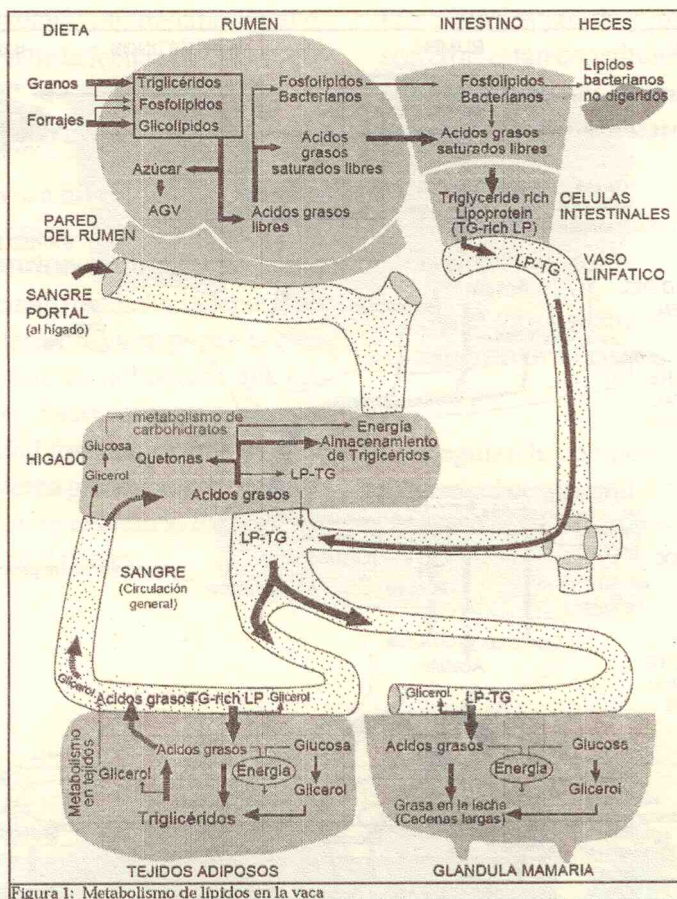 DIETA
RUMEN
INTESTINO
HECES
Granos
Forrajes
Triglicéridos
Fosfolípidos
Glicolípidos
Azúcar
AGV
Acidos grasos
libres
Fosfolípidos
Bacterianos
Acidos
grasos
saturados libres
Fosfolípidos
Bacterianos
Acidos grasos
saturados libres
Lípidos
bacterianos
no digeridos
PARED
DEL RUMEN
Triglyceride rich
Lipoprotein
(TG-rich LP)
CELULAS
INTESTINALES
LP-TG
VASO
LINFATICO
SANGRE
PORTAL
(al hígado)
HIGADO
metabolismo de
carbohidratos
Glucosa
Glicerol
Quetonas
Acidos grasos
Energía
Almacenamiento
de Trigicéridos
LP-TG
LP-TG
SANGRE
(Circulación
general)
Glicerol
Acidos grasos
TG-rich LP
Glicerol
Glicerol
LP-TG
Metabolismo
en tejidos
Acidos grasos
Glicerol
Energía
Glucosa
Glicerol
Triglicéridos
Acidos grasos
Energía
Glucosa
Glicerol
Grasa en la leche
(Cadenas largas)
TEJIDOS ADIPOSOS
GLANDULA MAMARIA
Figura 1: Metabolismo de lípidos en la vaca